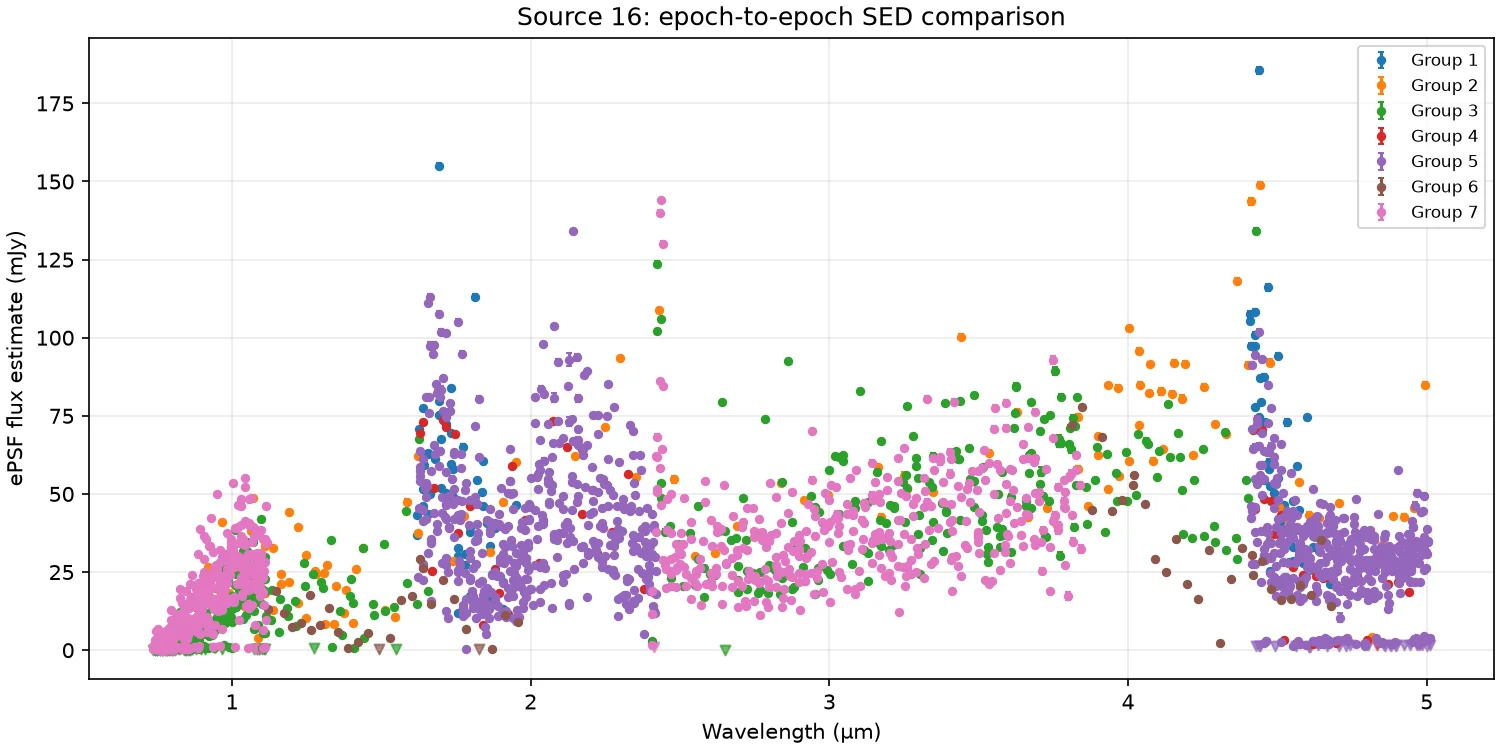 Source 16: epoch-to-epoch SED comparison
ePSF flux estimate (mJy)
175
150
125
100
75
50
25
0
Group 1
Group 2
Group 3
Group 4
Group 5
Group 6
Group 7
1 2 3 4 5
Wavelength (μm)